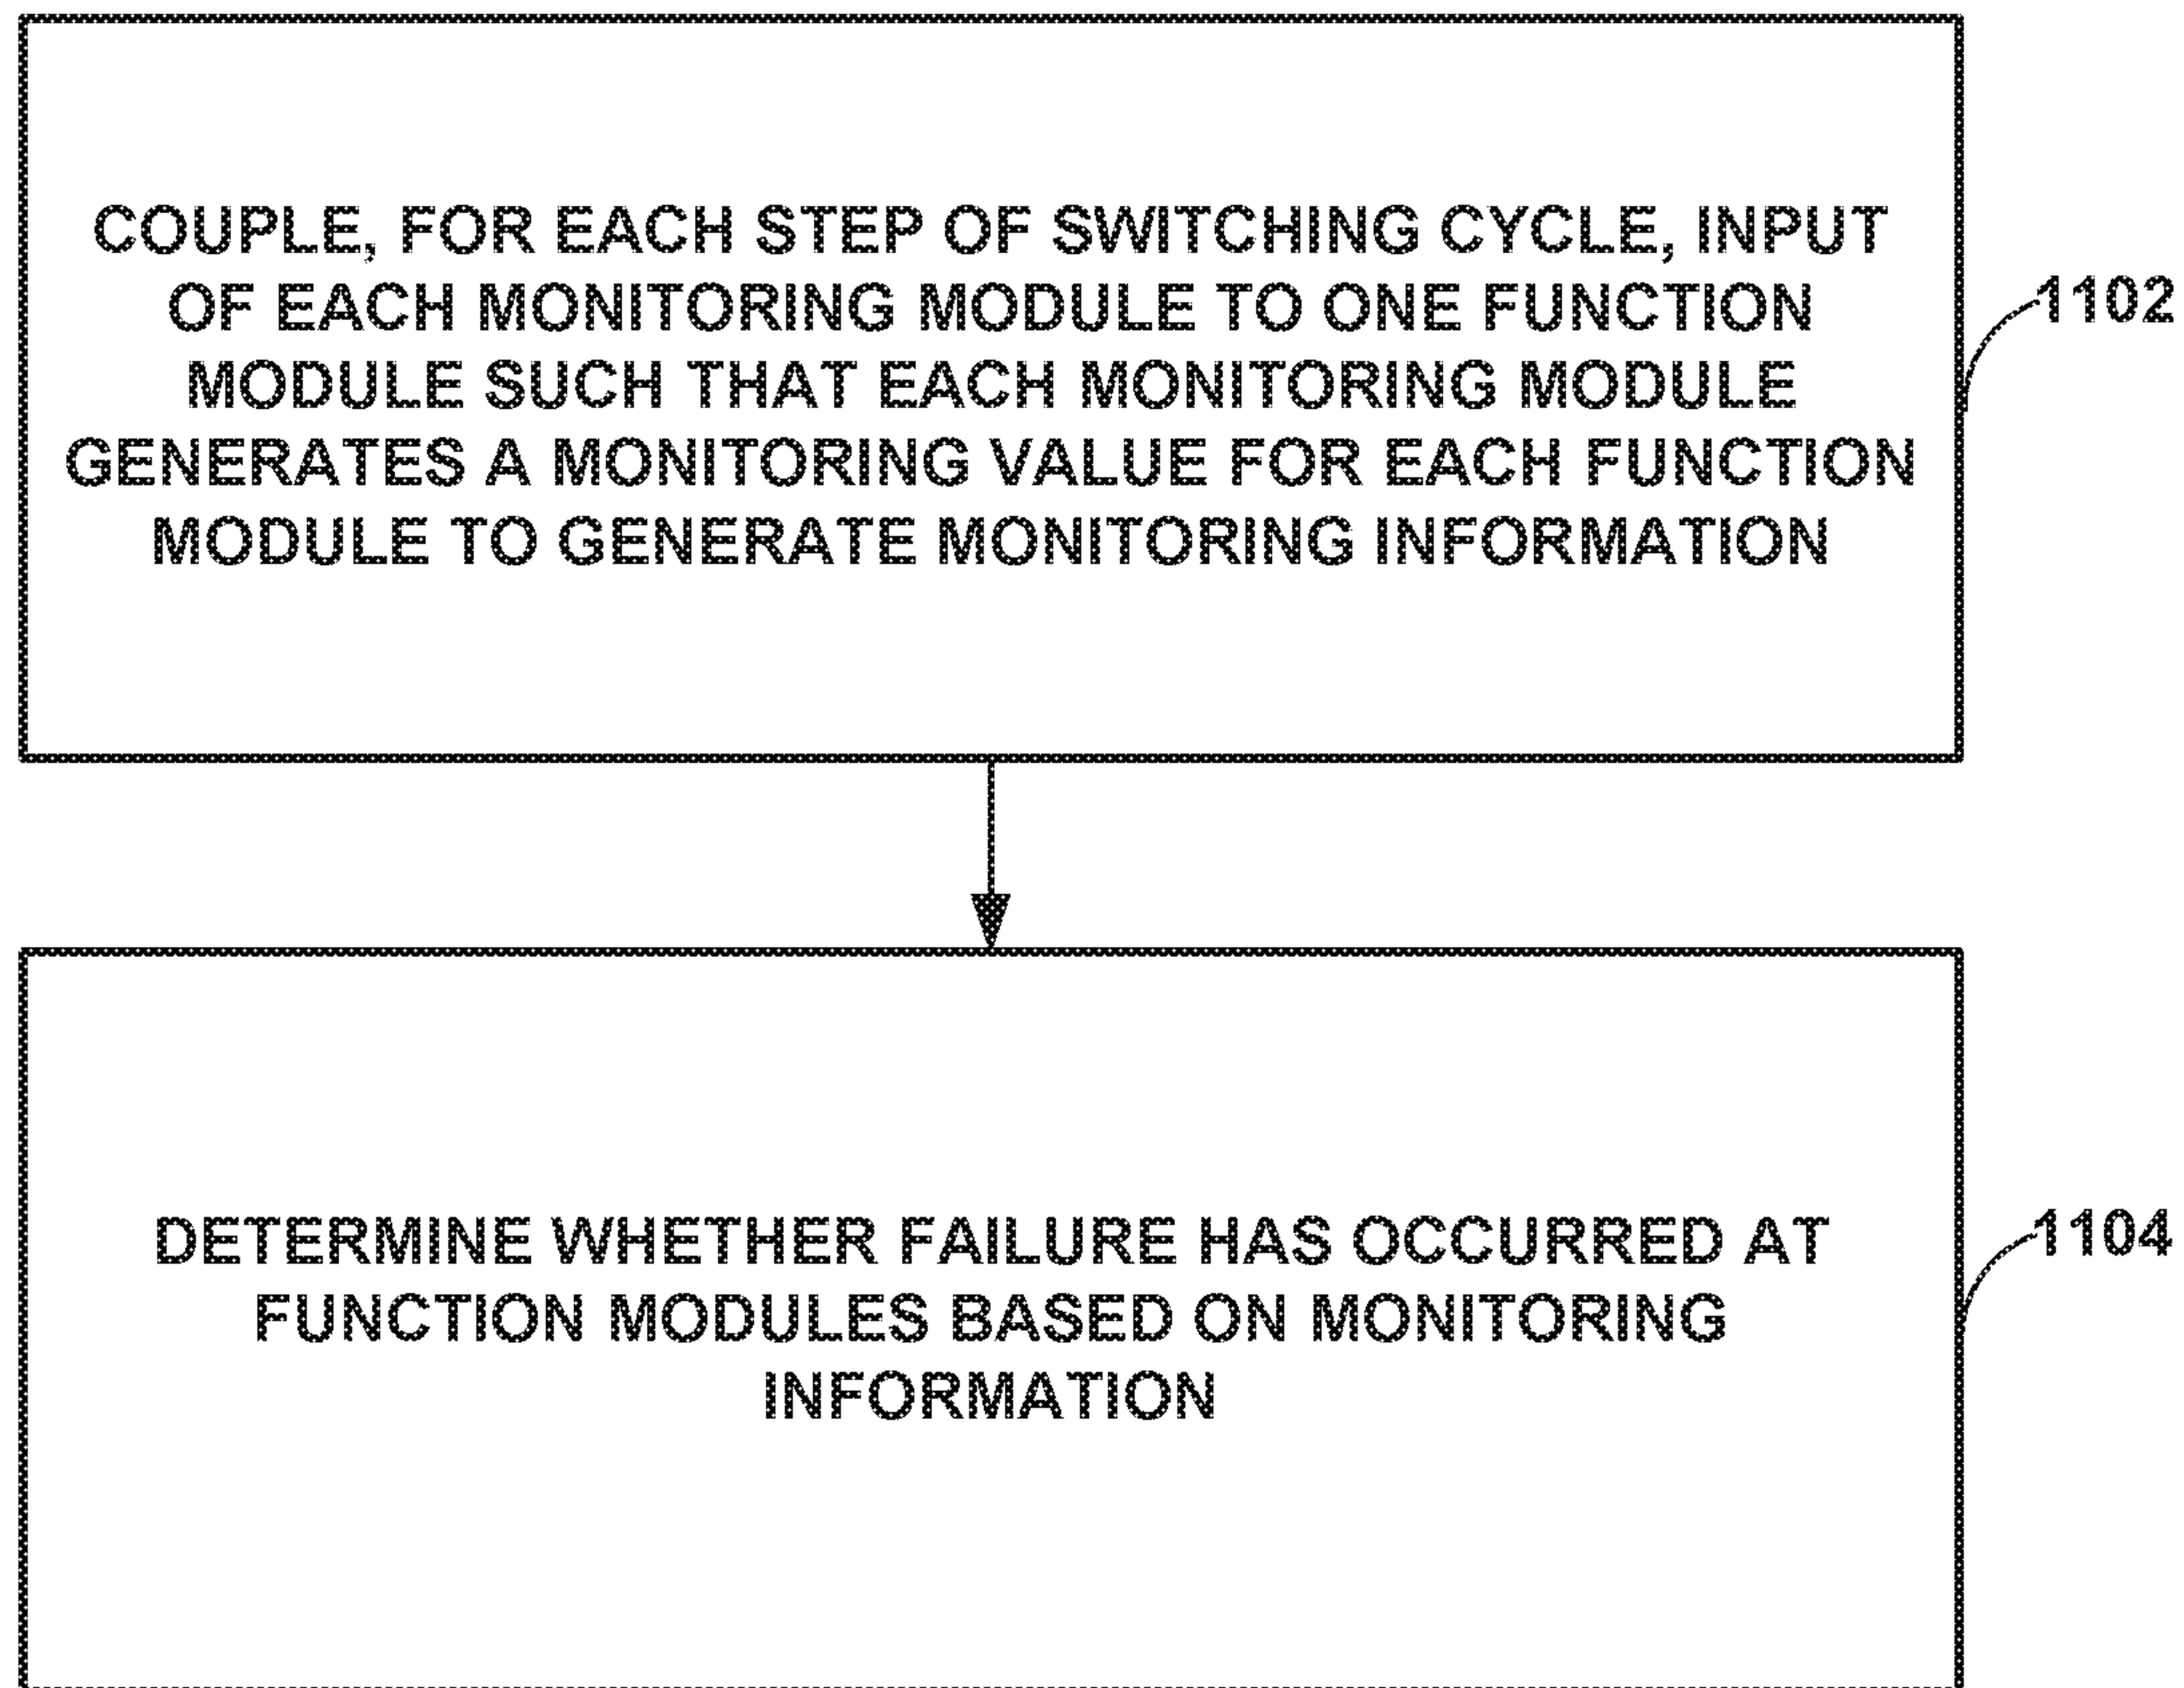 COUPLE, FOR EACH STEP OF SWITCHING CYCLE, INPUT
OF EACH MONITORING MODULE TO ONE FUNCTION
MODULE SUCH THAT EACH MONITORING MODULE
GENERATES A MONITORING VALUE FOR EACH FUNCTION
MODULE TO GENERATE MONITORING INFORMATION
1102
DETERMINE WHETHER FAILURE HAS OCCURRED AT
FUNCTION MODULES BASED ON MONITORING
INFORMATION
1104